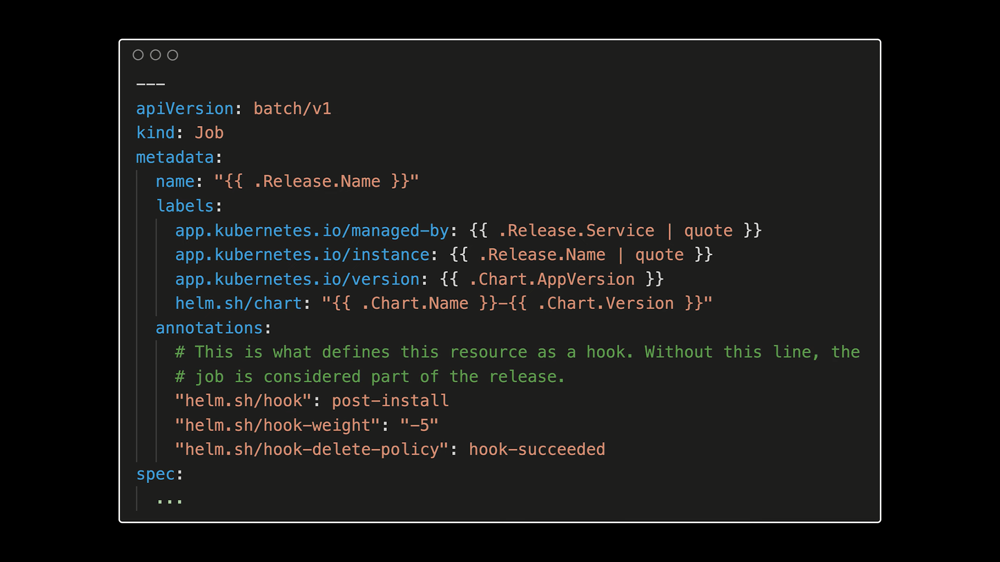 ---
apiVersion: batch/v1
kind: Job
metadata:
  name: "{{ .Release.Name }}"
  labels:
    app.kubernetes.io/managed-by: {{ .Release.Service | quote }}
    app.kubernetes.io/instance: {{ .Release.Name | quote }}
    app.kubernetes.io/version: {{ .Chart.AppVersion }}
    helm.sh/chart: "{{ .Chart.Name }}-{{ .Chart.Version }}"
  annotations:
    # This is what defines this resource as a hook. Without this line, the
    # job is considered part of the release.
    "helm.sh/hook": post-install
    "helm.sh/hook-weight": "-5"
    "helm.sh/hook-delete-policy": hook-succeeded
spec:
  ...